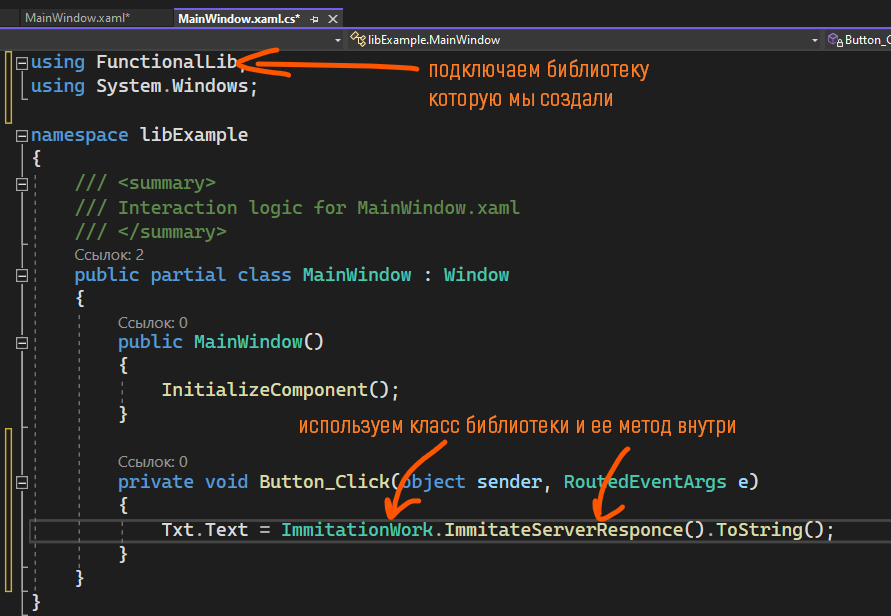 MainWindow.xaml*
MainWindow.xaml.cs*
libExample.MainWindow
Button_C
using FunctionalLib;
подключаем библиотеку
которую мы создали
using System.Windows;
namespace libExample
{
/// <summary>
/// Interaction logic for MainWindow.xaml
/// </summary>
Ссылок: 2
public partial class MainWindow : Window
{
Ссылок: 0
public MainWindow()
{
InitializeComponent();
}
используем класс библиотеки и ее метод внутри
Ссылок: 0
private void Button_Click(object sender, RoutedEventArgs e)
{
Txt.Text = ImmitationWork.ImmitateServerResponce().ToString();
}
}
}